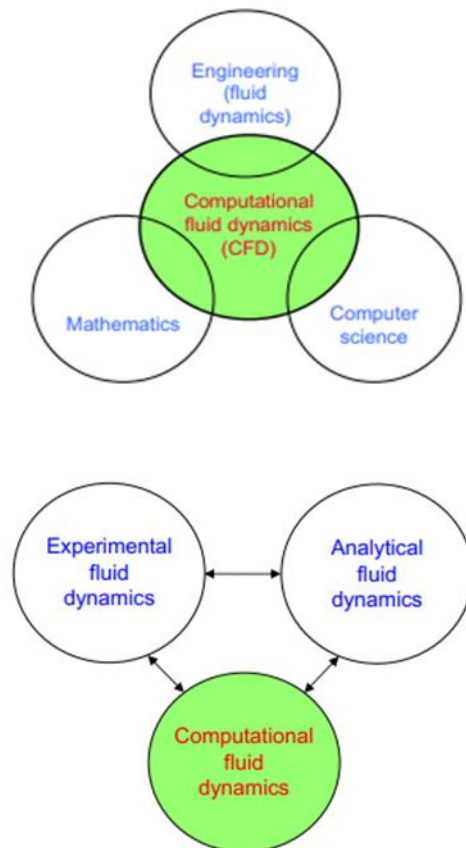 Engineering
(fluid
dynamics)
Computational
fluid dynamics
(CFD)
Mathematics
Computer
science
Experimental
fluid
dynamics
Analytical
fluid
dynamics
Computational
fluid
dynamics